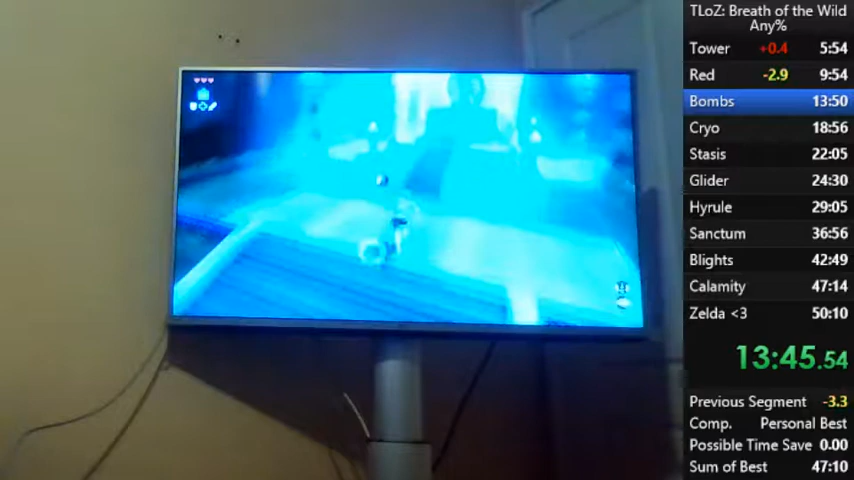 TLoZ: Breath of the Wild
Any%
Tower +0.4 5:54
Red -2.9 9:54
Bombs 13:50
Cryo 18:56
Stasis 22:05
Glider 24:30
Hyrule 29:05
Sanctum 36:56
Blights 42:49
Calamity 47:14
Zelda <3 50:10
13:45.54
Previous Segment -3.3
Comp. Personal Best
Possible Time Save 0.00
Sum of Best 47:10